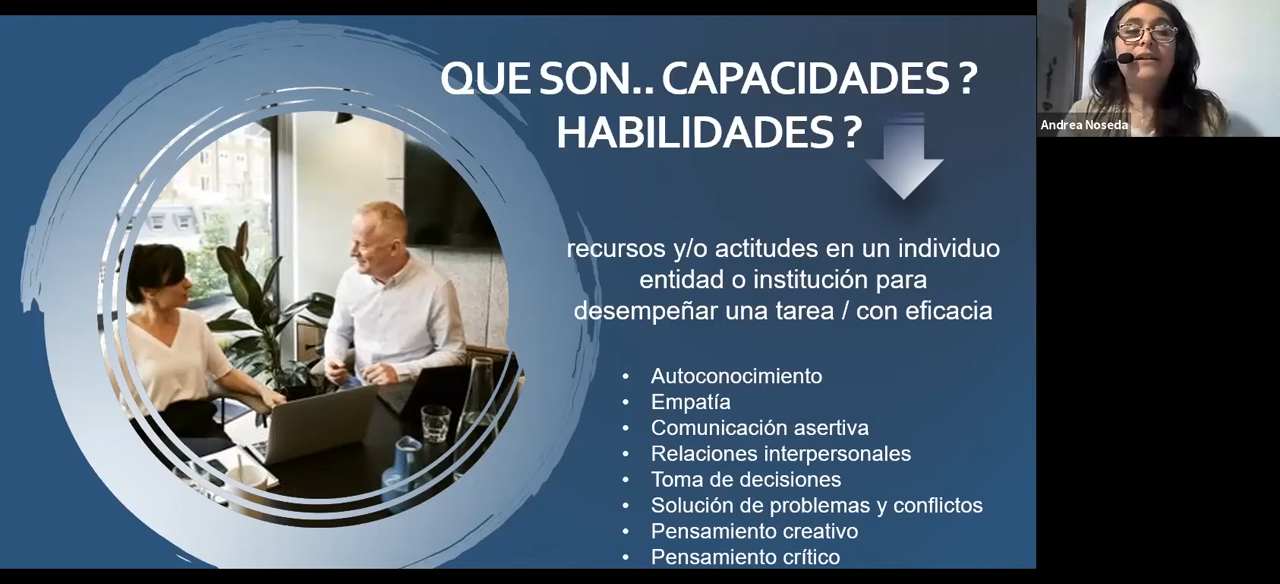 QUE SON.. CAPACIDADES ?
HABILIDADES ?
recursos y/o actitudes en un individuo
entidad o institución para
desempeñar una tarea / con eficacia
• Autoconocimiento
• Empatía
• Comunicación asertiva
• Relaciones interpersonales
• Toma de decisiones
• Solución de problemas y conflictos
• Pensamiento creativo
• Pensamiento crítico
Andrea Noseda